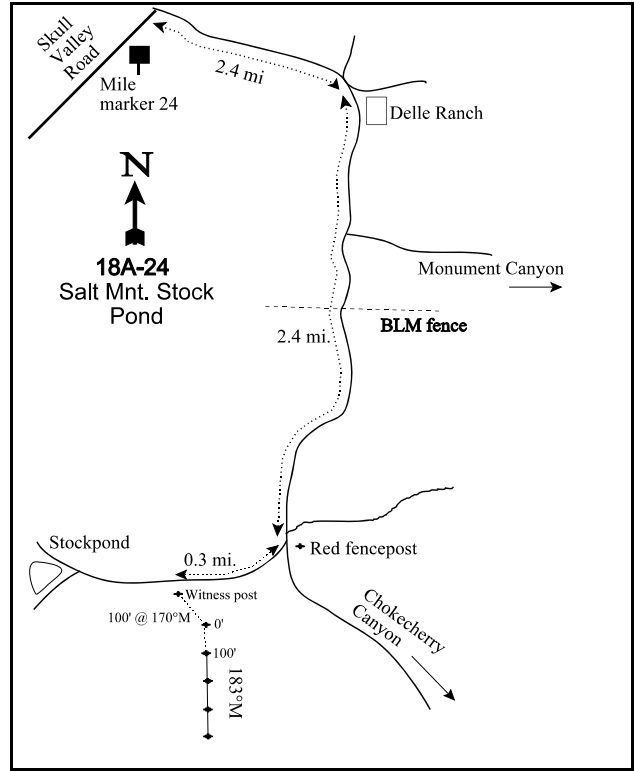 Skull
Valley
Road
Mile
marker 24
2.4 mi
Delle Ranch
N
18A-24
Salt Mnt. Stock
Pond
Monument Canyon
BLM fence
2.4 mi.
Stockpond
0.3 mi.
Red fencepost
Witness post
100' @ 170°M
0'
100'
183°M
Chokecherry
Canyon